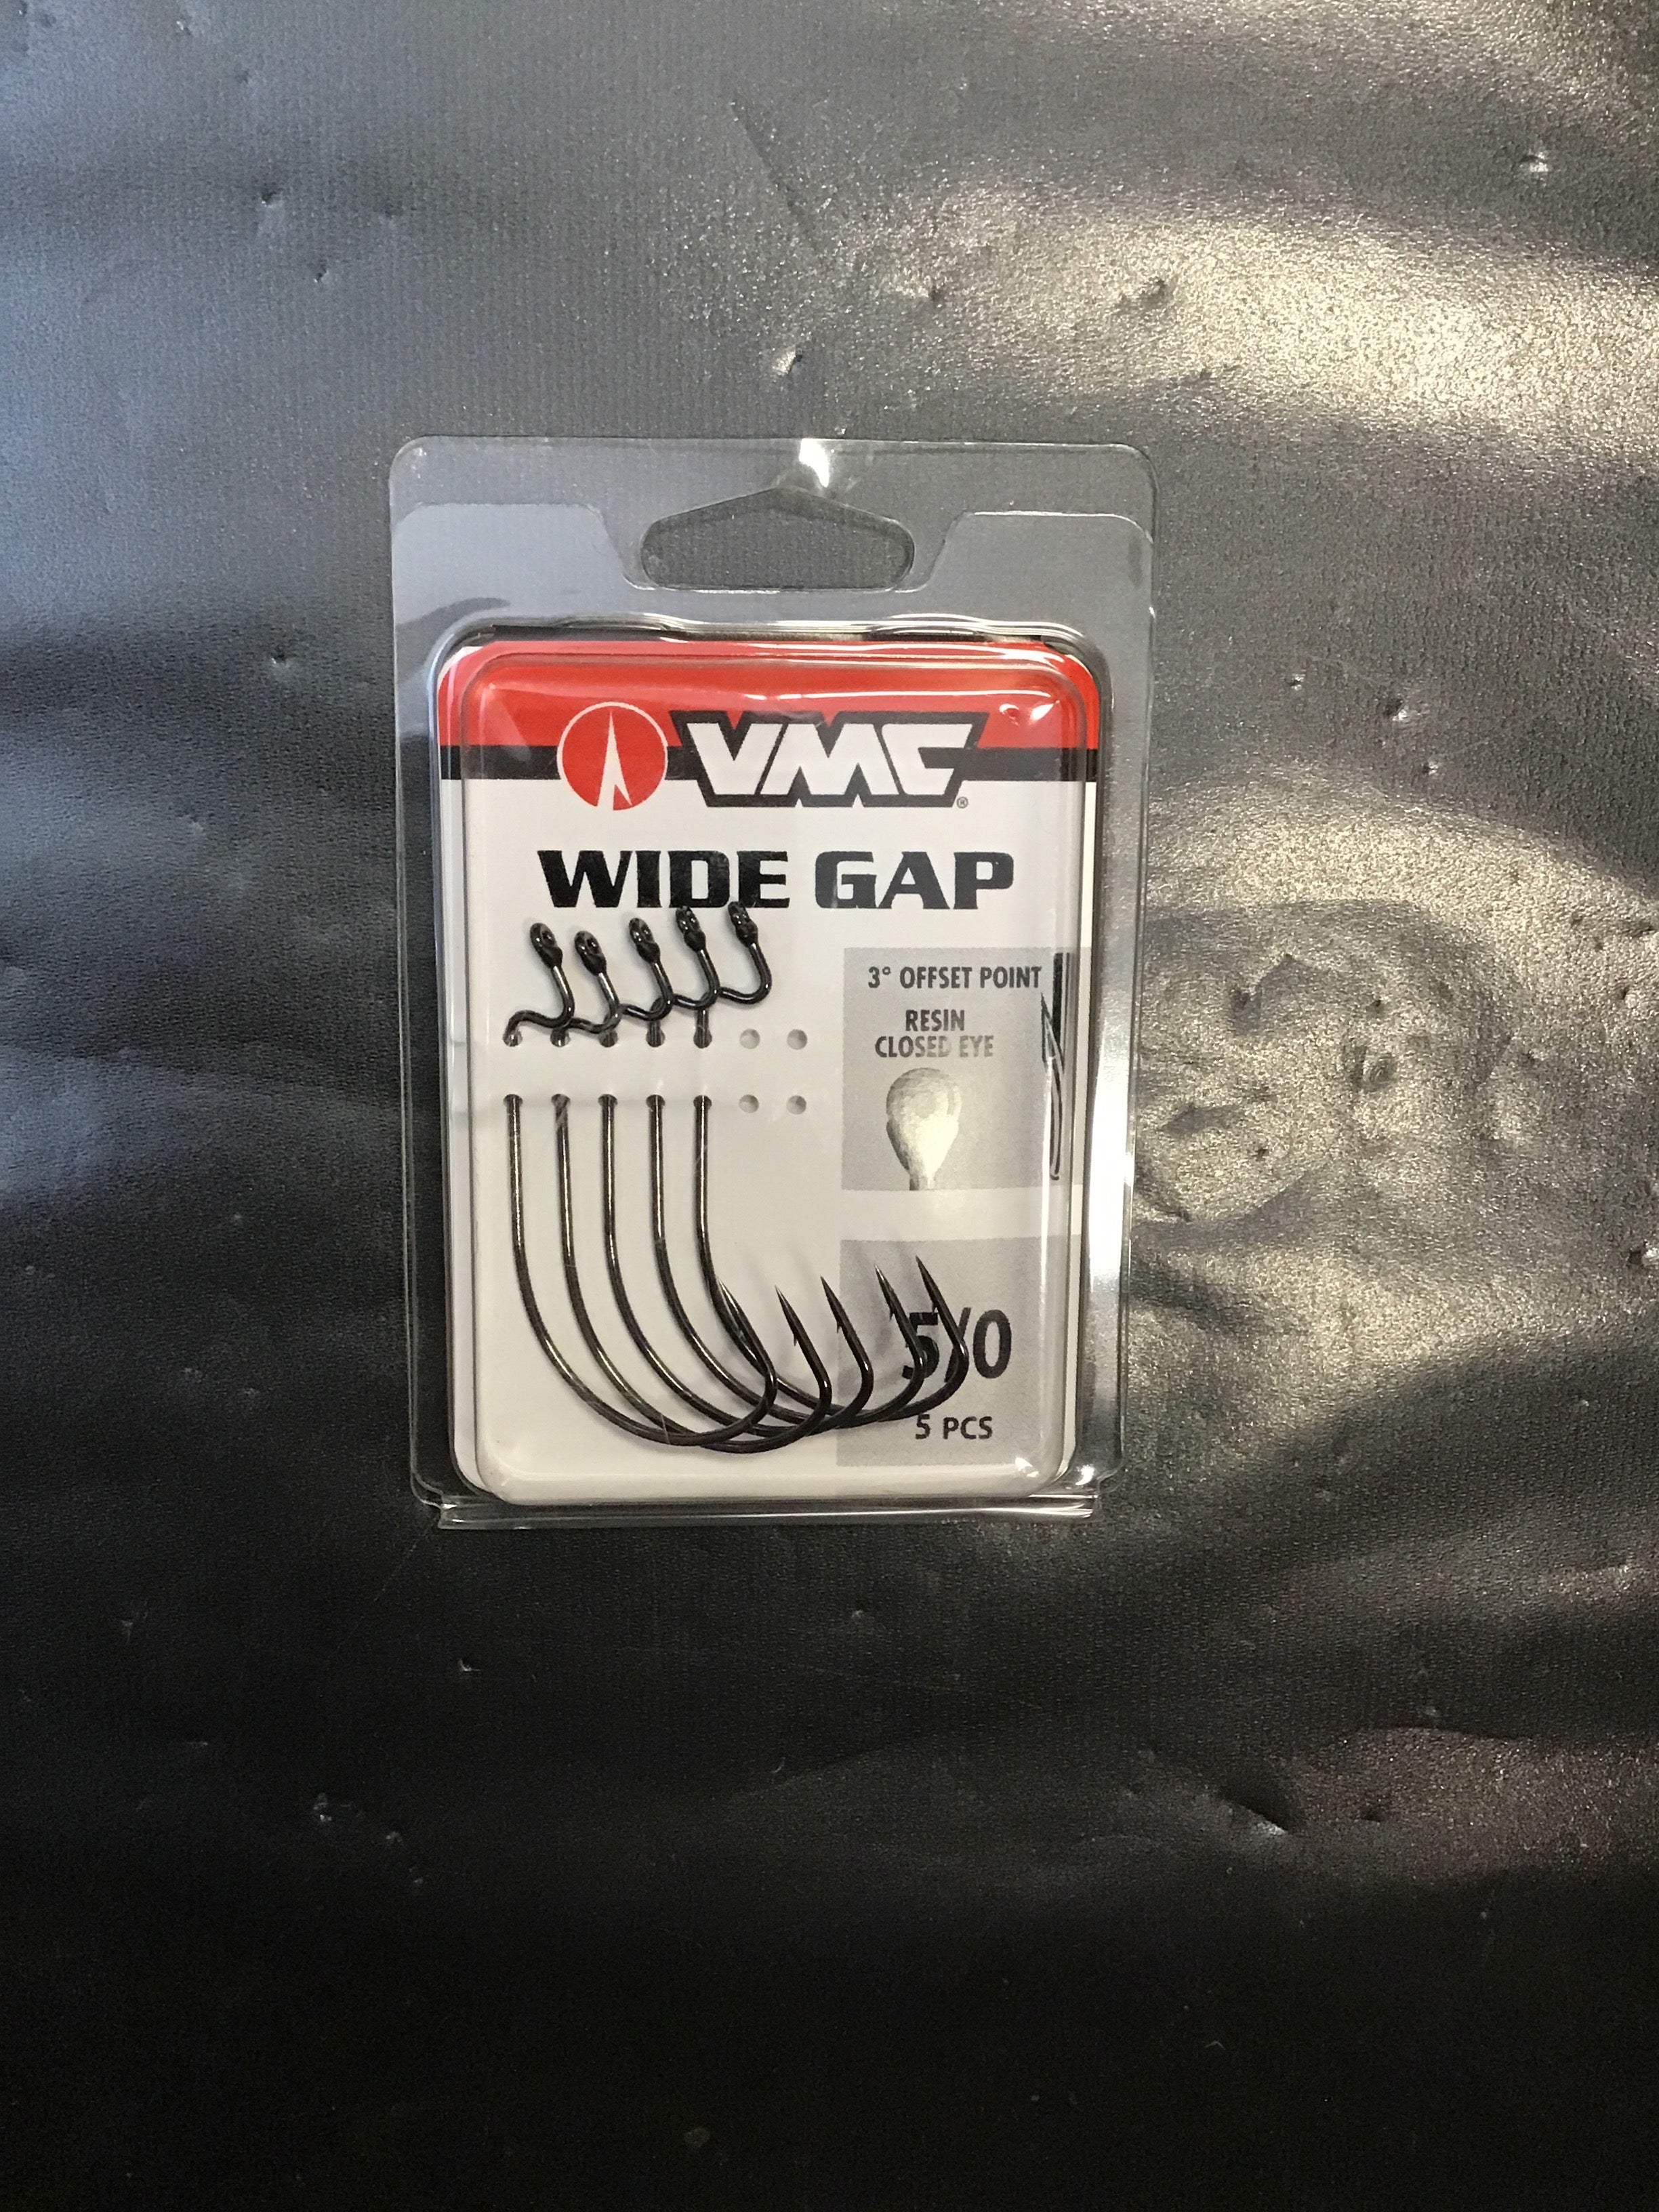 VMC®
WIDE GAP
3° OFFSET POINT
RESIN
CLOSED EYE
5/0
5 PCS